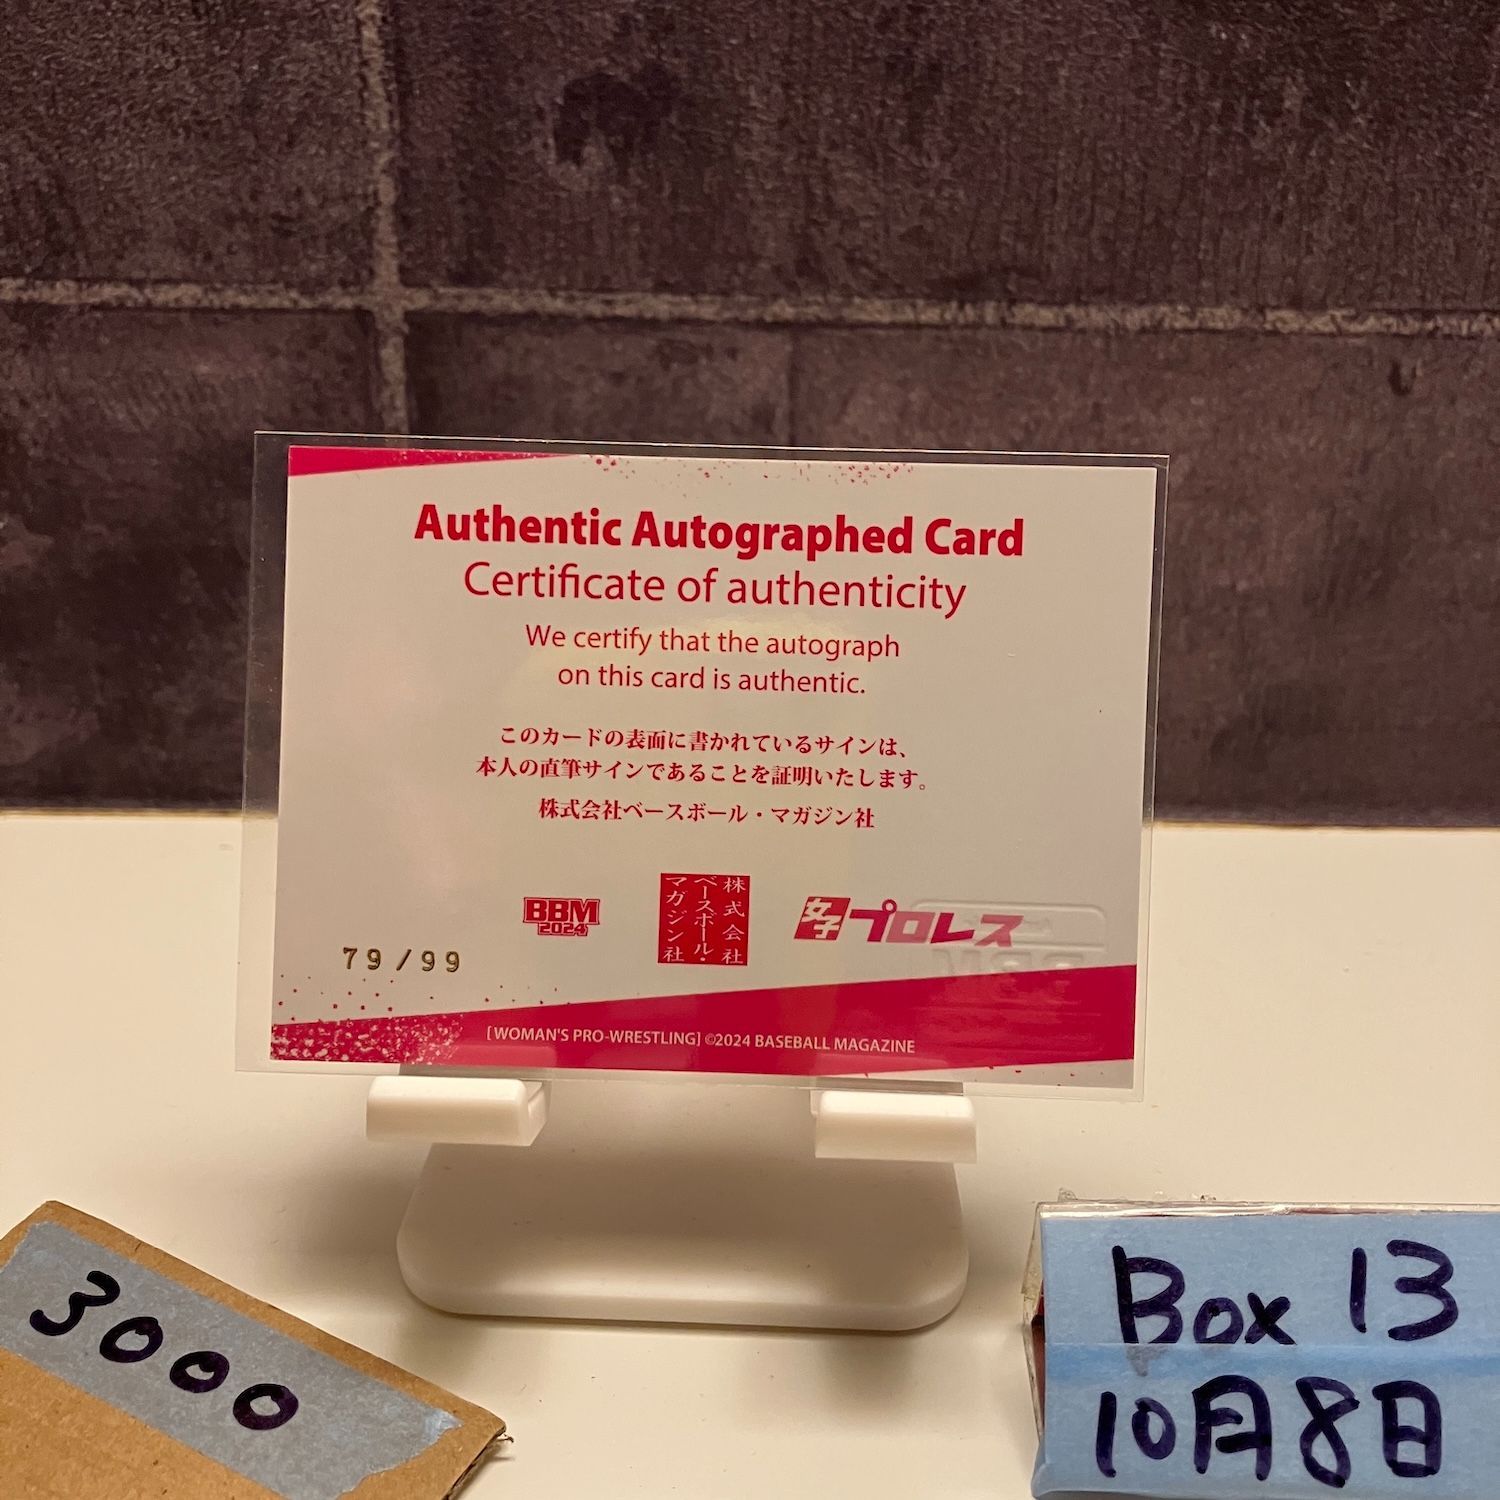 Authentic Autographed Card
Certificate of authenticity
We certify that the autograph
on this card is authentic.
このカードの表面に書かれているサインは、
本人の直筆サインであることを証明いたします。
株式会社ベースボール・マガジン社
BBM
2024
株式会社
ベースボール・
マガジン社
女子プロレス
79/99
[WOMAN'S PRO-WRESTLING] ©2024 BASEBALL MAGAZINE
3000
Box 13
10月8日